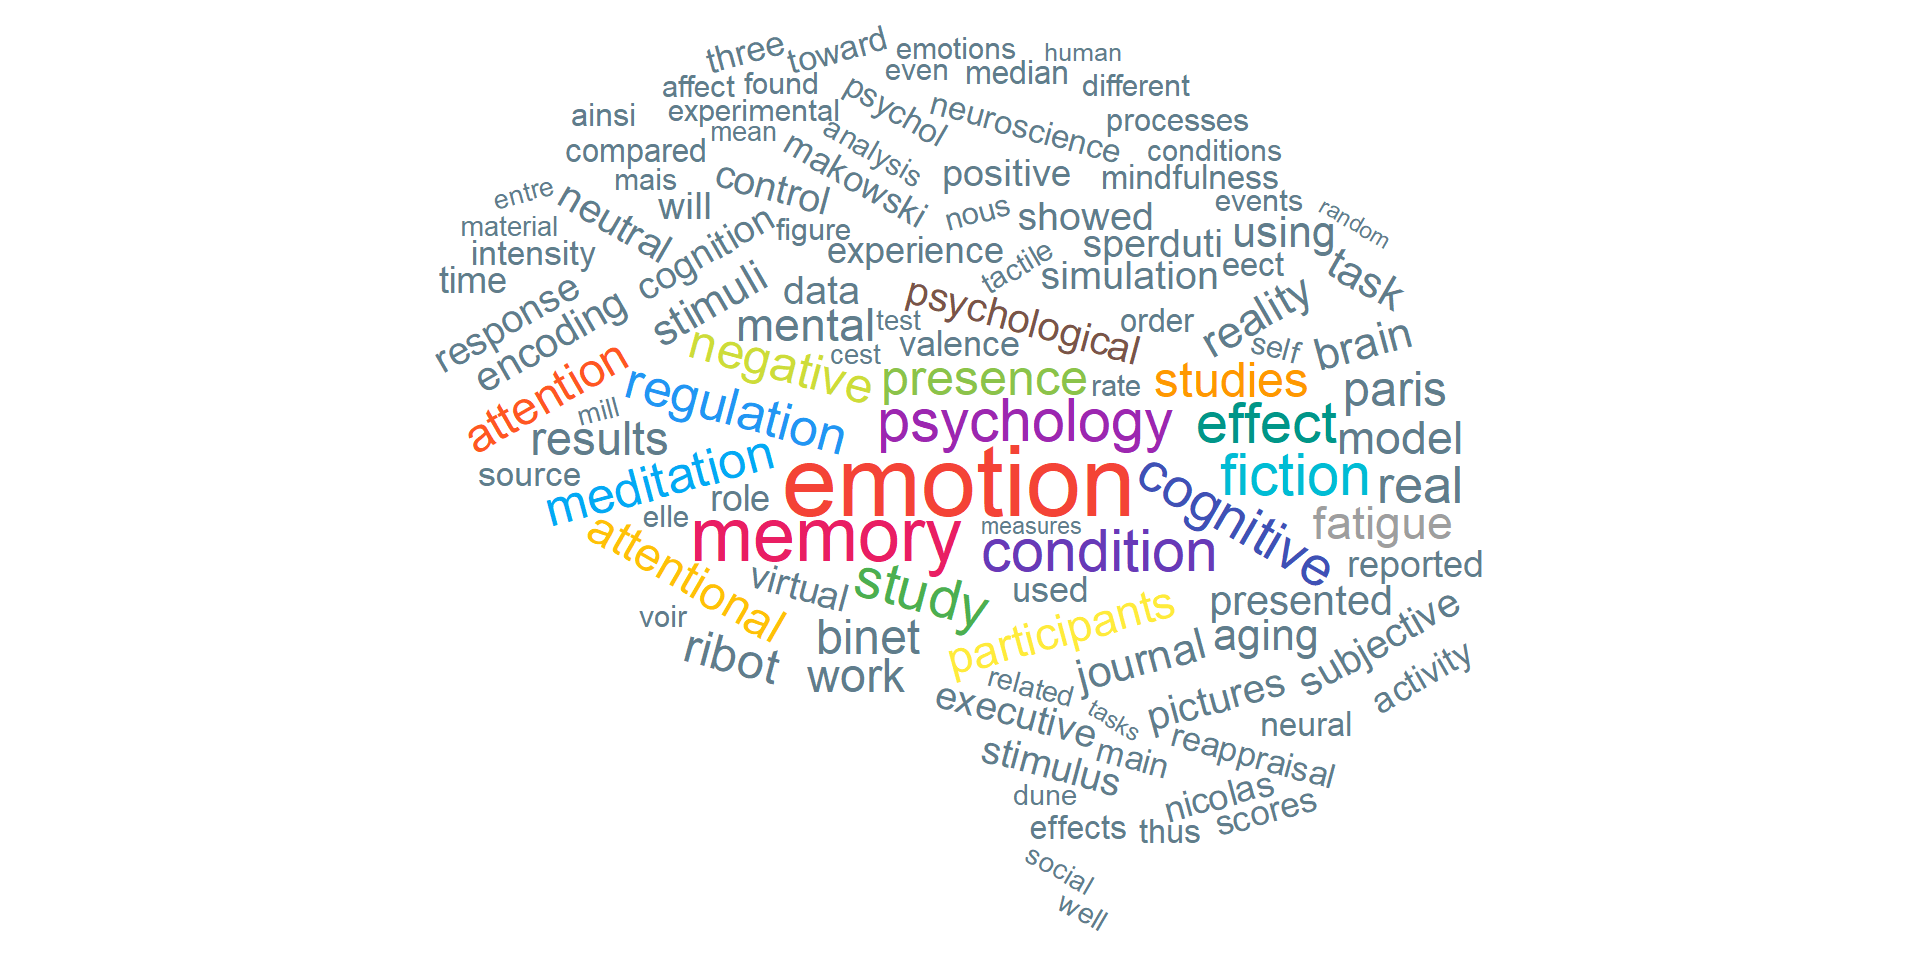 three
toward
emotions
human
affect
found
even
median
different
ainsi
experimental
psychol
neuroscience
processes
compared
mean
analysis
makowski
conditions
entre
mais
control
positive
mindfulness
material
neutral
will
nous
showed
events
random
intensity
cognition
figure
experience
sperduti
using
time
tactile
simulation
eect
task
response
encoding
stimuli
data
psychological
order
reality
mental
test
valence
self
brain
attention
negative
cest
presence
rate
studies
paris
regulation
mill
psychology
effect
model
results
source
meditation
role
emotion
cognitive
fiction
real
elle
memory
measures
condition
fatigue
attentional
virtual
study
used
reported
voir
participants
presented
subjective
ribot
binet
work
journal
aging
activity
related
executive
tasks
pictures
neural
stimulus
main
reappraisal
dune
nicolas
scores
effects
thus
social
well